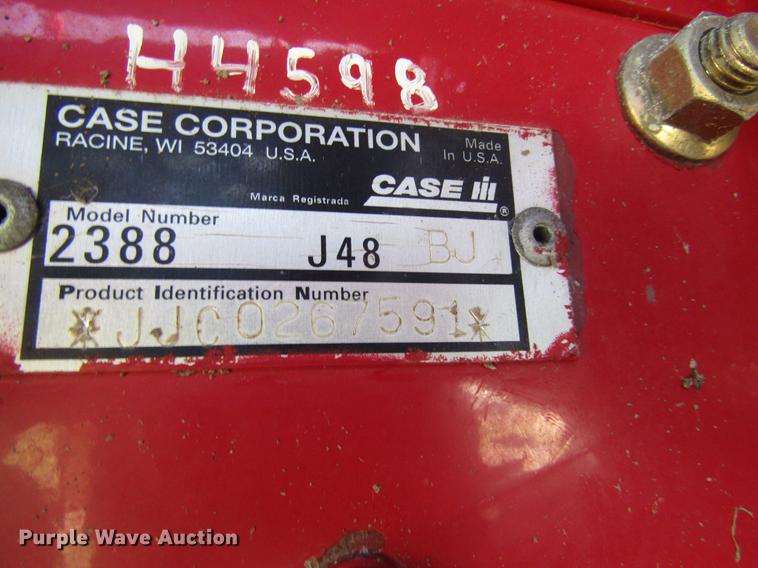 H4598
CASE CORPORATION
RACINE, WI 53404 U.S.A.
Made
In U.S.A.
Marca Registrada
CASE IH ®
Model Number
2388 J48 BJ
Product Identification Number
*JJC0267591*
Purple Wave Auction®